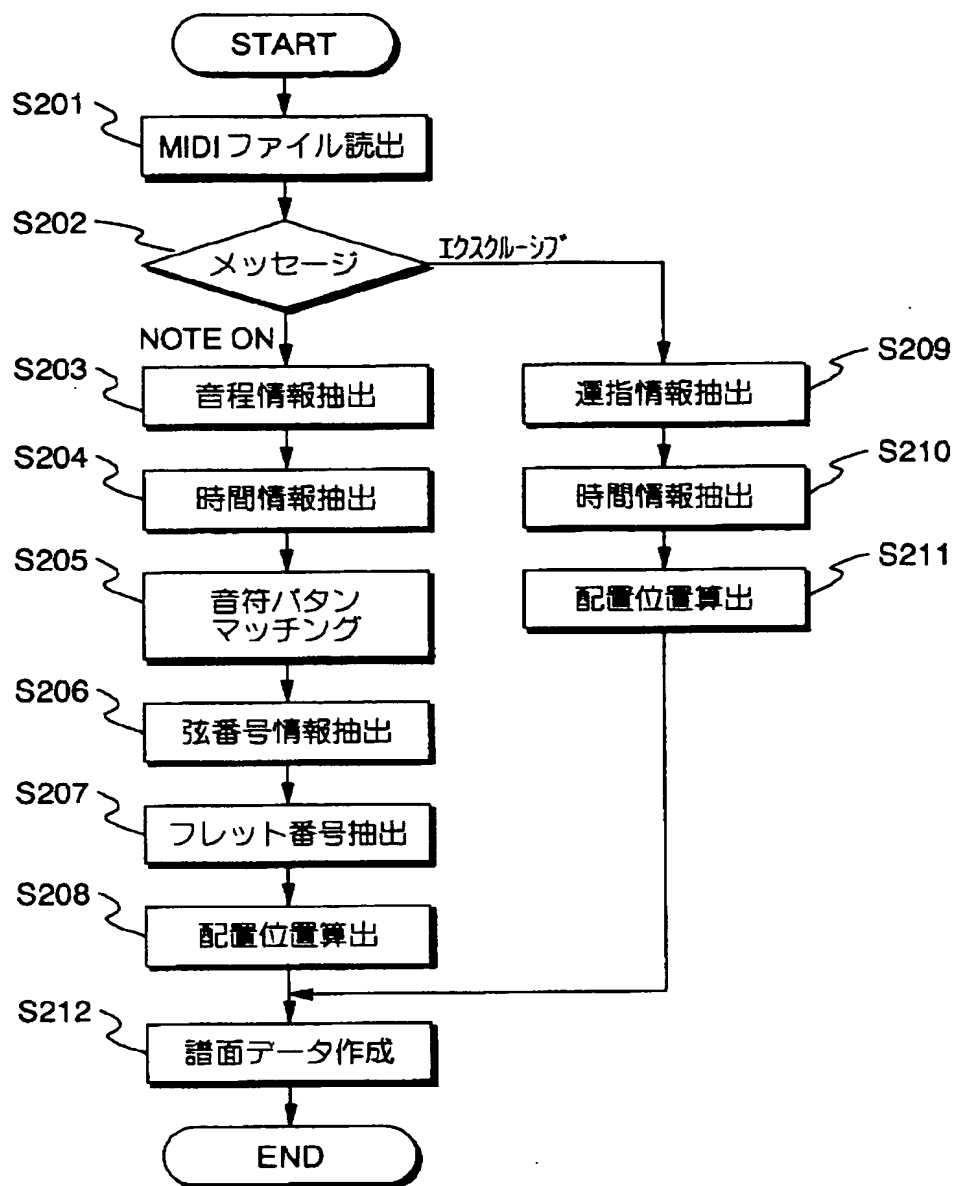 START
S201
MIDIファイル読出
S202
メッセージ
エクスクルーシブ
NOTE ON
S203
音程情報抽出
S209
運指情報抽出
S204
時間情報抽出
S210
時間情報抽出
S205
音符パタン
マッチング
S211
配置位置算出
S206
弦番号情報抽出
S207
フレット番号抽出
S208
配置位置算出
S212
譜面データ作成
END